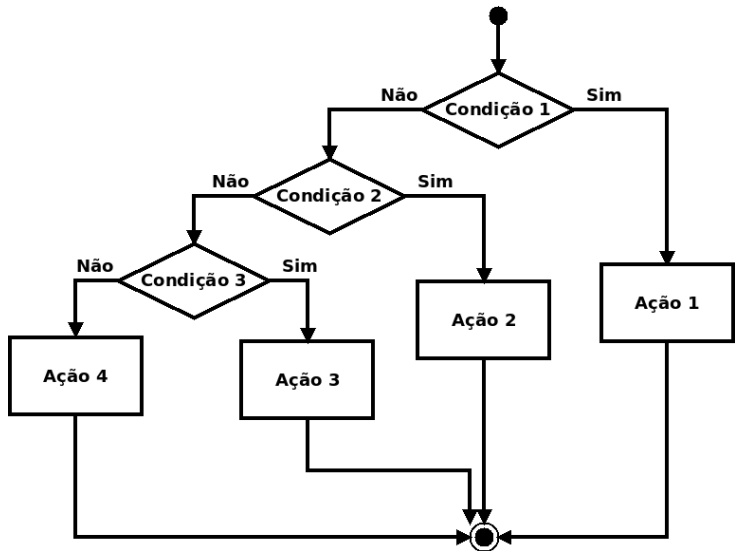 Não
Condição 1
Sim
Não
Condição 2
Sim
Não
Condição 3
Sim
Ação 1
Ação 2
Ação 4
Ação 3